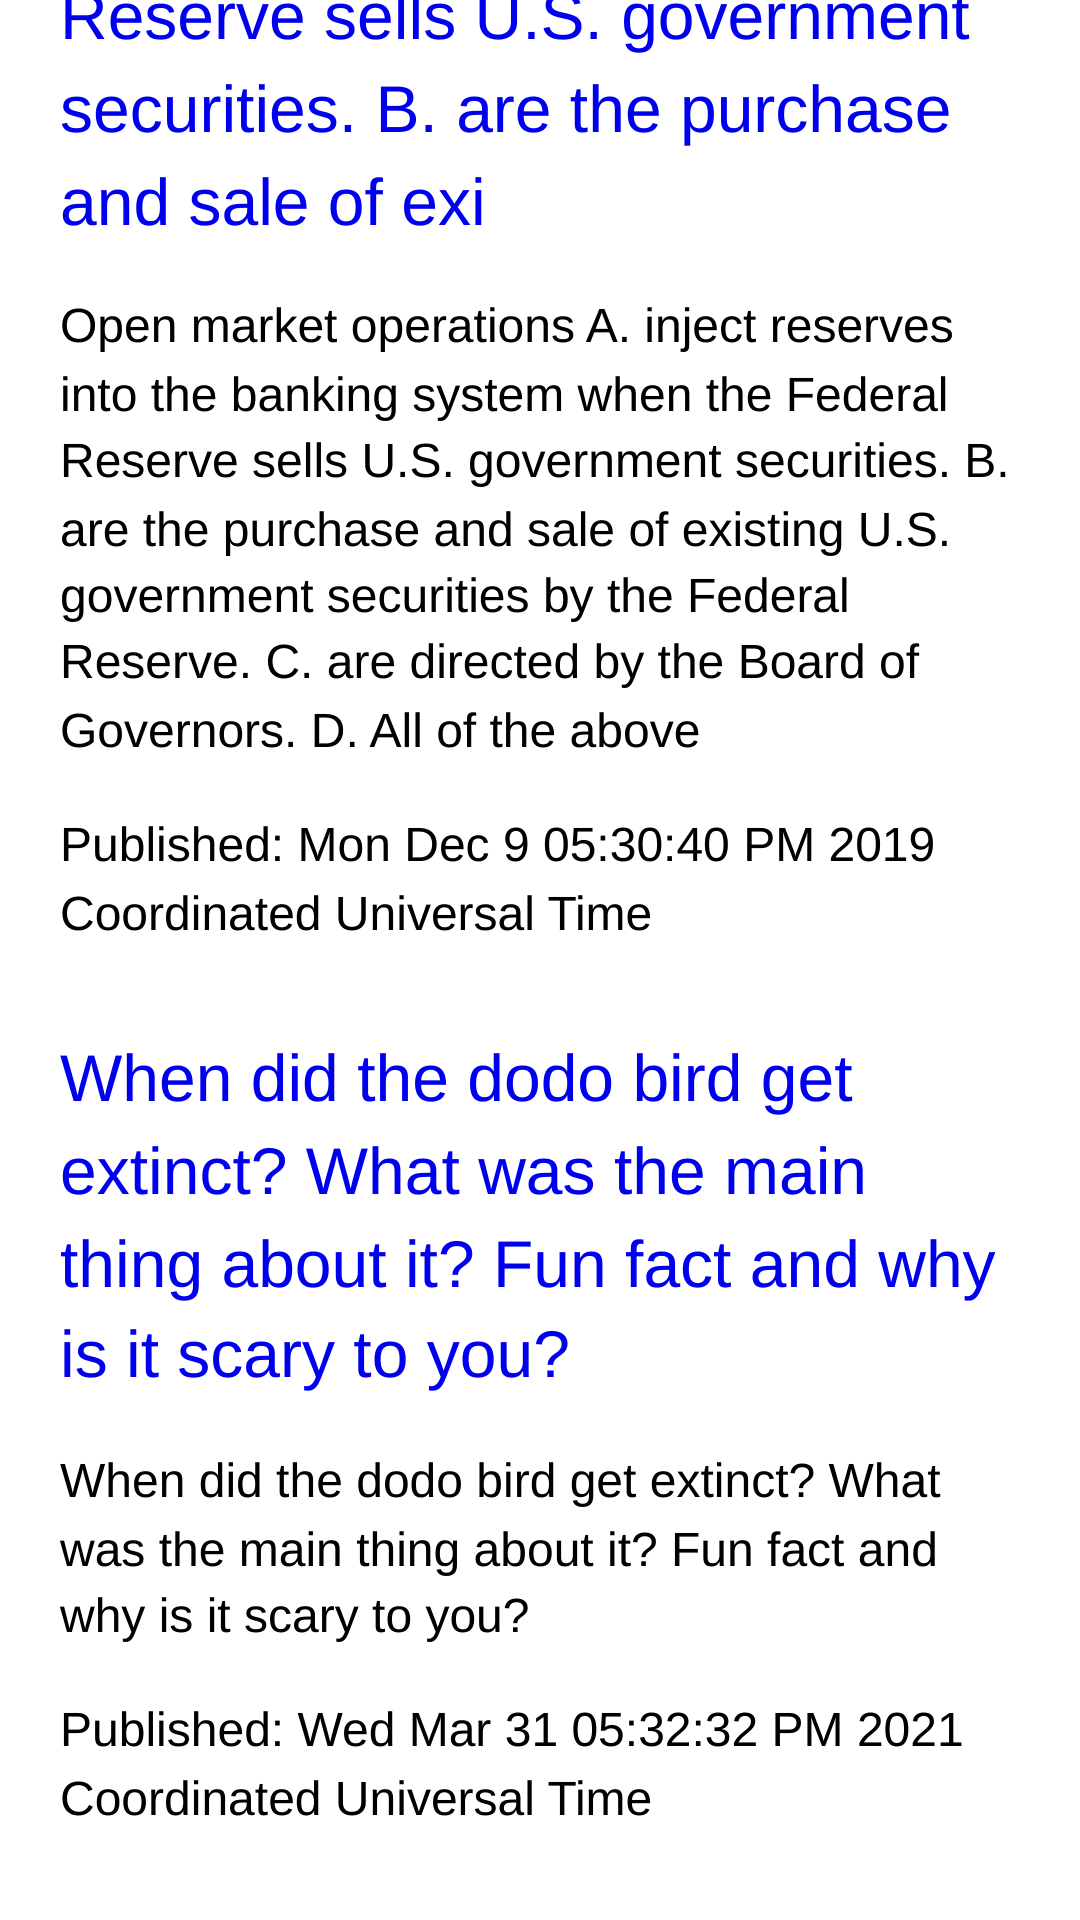 Reserve sells U.S. government
securities. B. are the purchase
and sale of exi
Open market operations A. inject reserves
into the banking system when the Federal
Reserve sells U.S. government securities. B.
are the purchase and sale of existing U.S.
government securities by the Federal
Reserve. C. are directed by the Board of
Governors. D. All of the above
Published: Mon Dec 9 05:30:40 PM 2019
Coordinated Universal Time
When did the dodo bird get
extinct? What was the main
thing about it? Fun fact and why
is it scary to you?
When did the dodo bird get extinct? What
was the main thing about it? Fun fact and
why is it scary to you?
Published: Wed Mar 31 05:32:32 PM 2021
Coordinated Universal Time